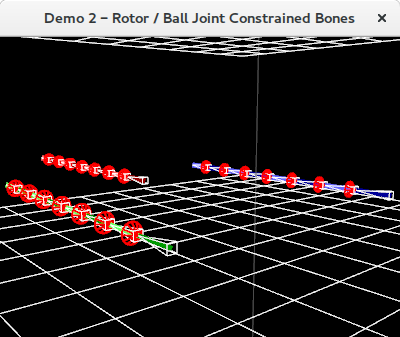 Demo 2 – Rotor / Ball Joint Constrained Bones